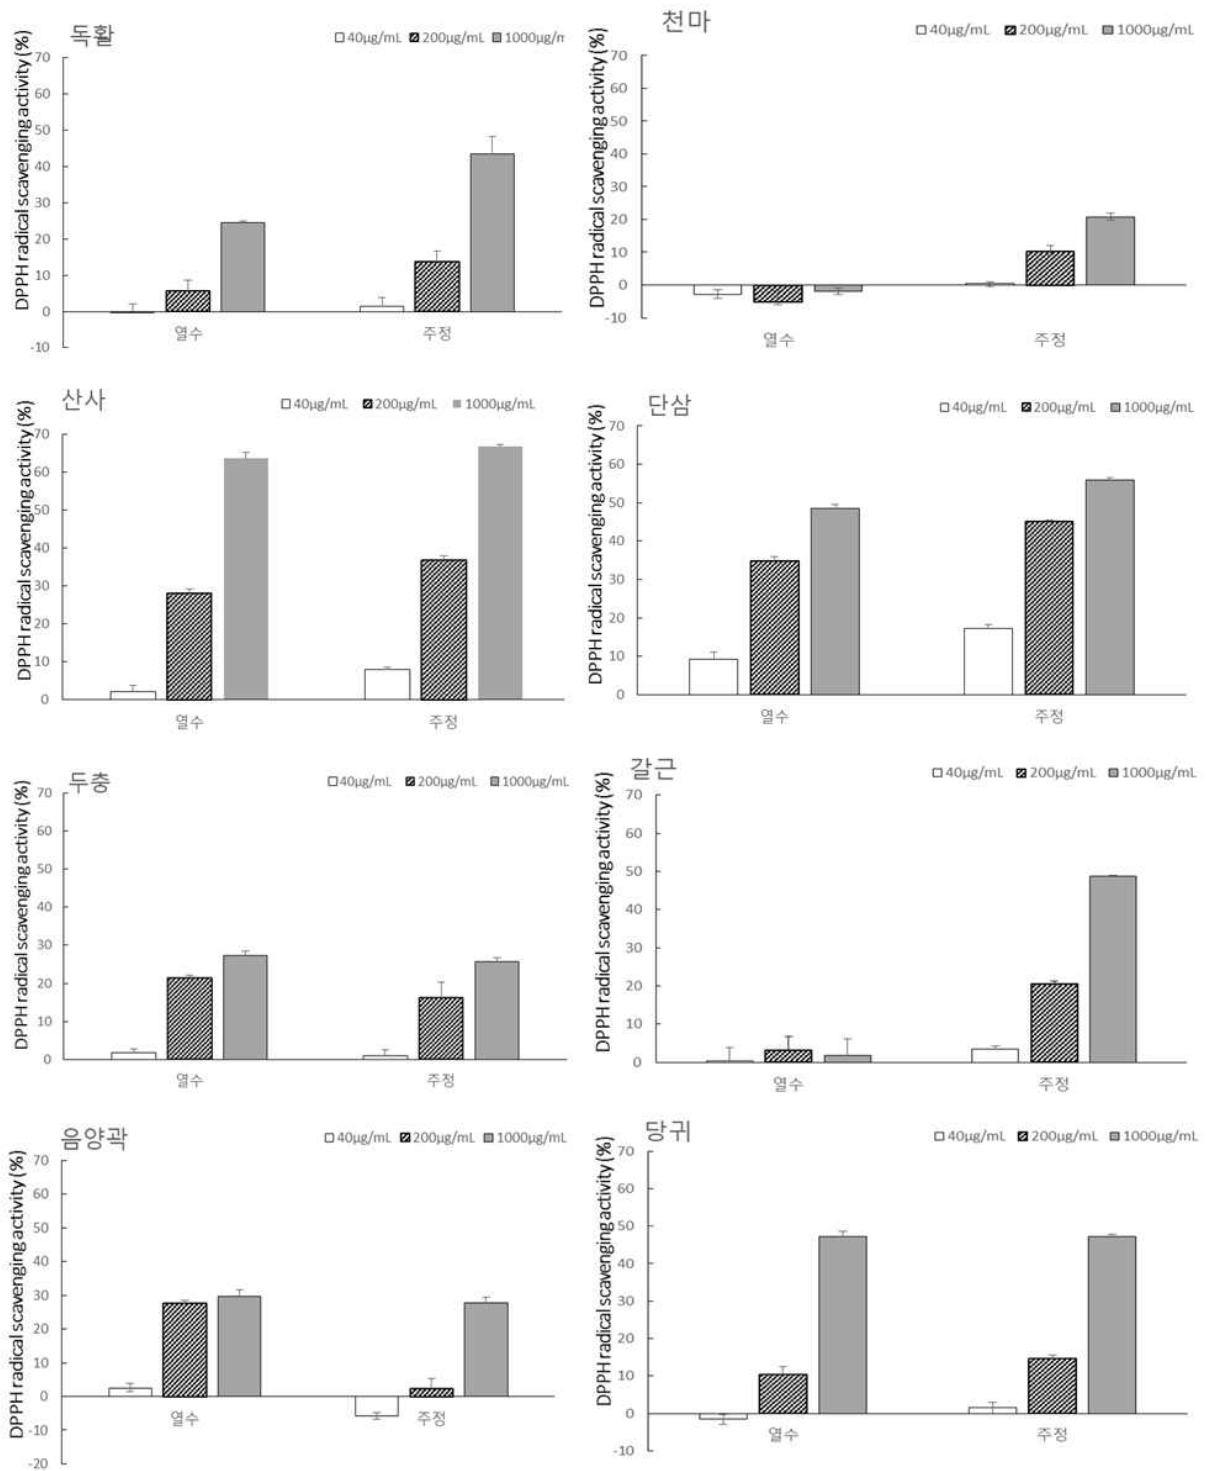 독활
□ 40µg/mL ▨ 200µg/mL ■ 1000µg/m
DPPH radical scavenging activity (%)
70
60
50
40
30
20
10
0
-10
열수
주정
천마
40µg/mL 200µg/mL 1000µg/mL
DPPH radical scavenging activity (%)
70
60
50
40
30
20
10
0
-10
열수
주정
산사
40µg/mL 200µg/mL 1000µg/mL
DPPH radical scavenging activity (%)
70
60
50
40
30
20
10
0
열수
주정
단삼
40µg/mL 200µg/mL 1000µg/mL
DPPH radical scavenging activity (%)
70
60
50
40
30
20
10
0
열수
주정
두충
40µg/mL 200µg/mL 1000µg/mL
DPPH radical scavenging activity (%)
70
60
50
40
30
20
10
0
열수
주정
갈근
40µg/mL 200µg/mL 1000µg/mL
DPPH radical scavenging activity (%)
70
60
50
40
30
20
10
0
열수
주정
음양곽
40µg/mL 200µg/mL 1000µg/mL
DPPH radical scavenging activity (%)
70
60
50
40
30
20
10
0
-10
-20
열수
주정
당귀
40µg/mL 200µg/mL 1000µg/mL
DPPH radical scavenging activity (%)
70
60
50
40
30
20
10
0
-10
열수
주정